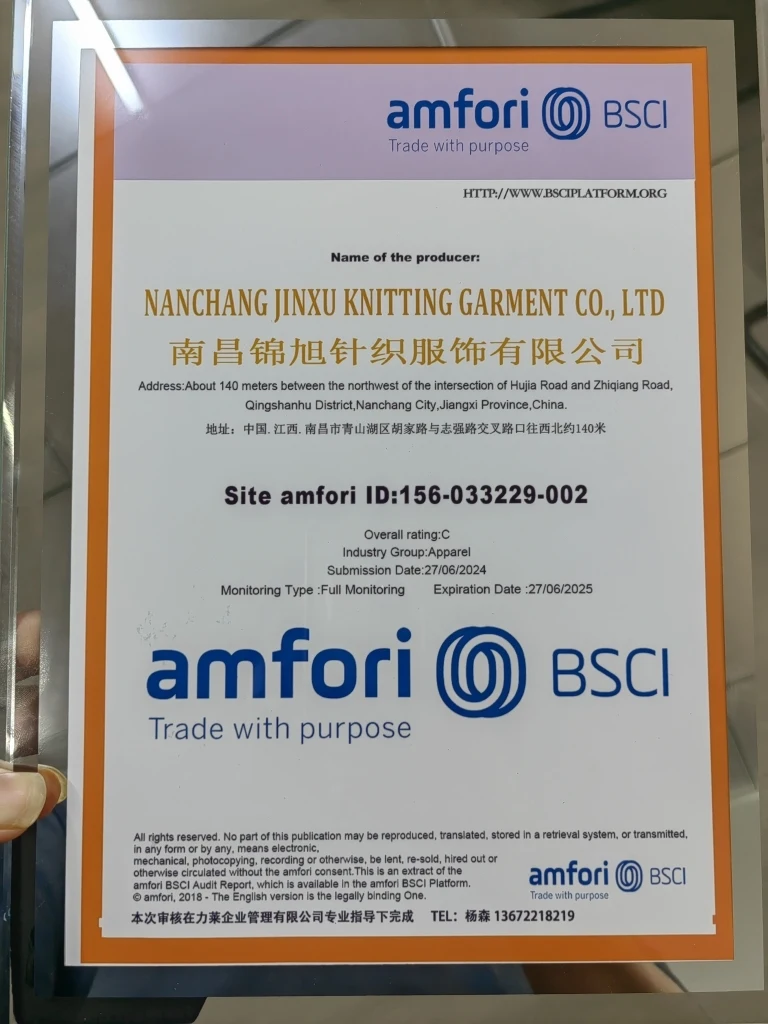 amfori BSCI
Trade with purpose
HTTP://WWW.BSCIPLATFORM.ORG
Name of the producer:
NANCHANG JINXU KNITTING GARMENT CO., LTD
南昌锦旭针织服饰有限公司
Address:About 140 meters between the northwest of the intersection of Hujia Road and Zhiqiang Road,
Qingshanhu District,Nanchang City,Jiangxi Province,China.
地址：中国.江西.南昌市青山湖区胡家路与志强路交叉路口往西北约140米
Site amfori ID:156-033229-002
Overall rating:C
Industry Group:Apparel
Submission Date:27/06/2024
Monitoring Type :Full Monitoring Expiration Date :27/06/2025
amfori BSCI
Trade with purpose
All rights reserved. No part of this publication may be reproduced, translated, stored in a retrieval system, or transmitted,
in any form or by any, means electronic,
mechanical, photocopying, recording or otherwise, be lent, re-sold, hired out or
otherwise circulated without the amfori consent.This is an extract of the
amfori BSCI Audit Report, which is available in the amfori BSCI Platform.
© amfori, 2018 - The English version is the legally binding One.
amfori BSCI
Trade with purpose
本次审核在力莱企业管理有限公司专业指导下完成 TEL：杨森 13672218219